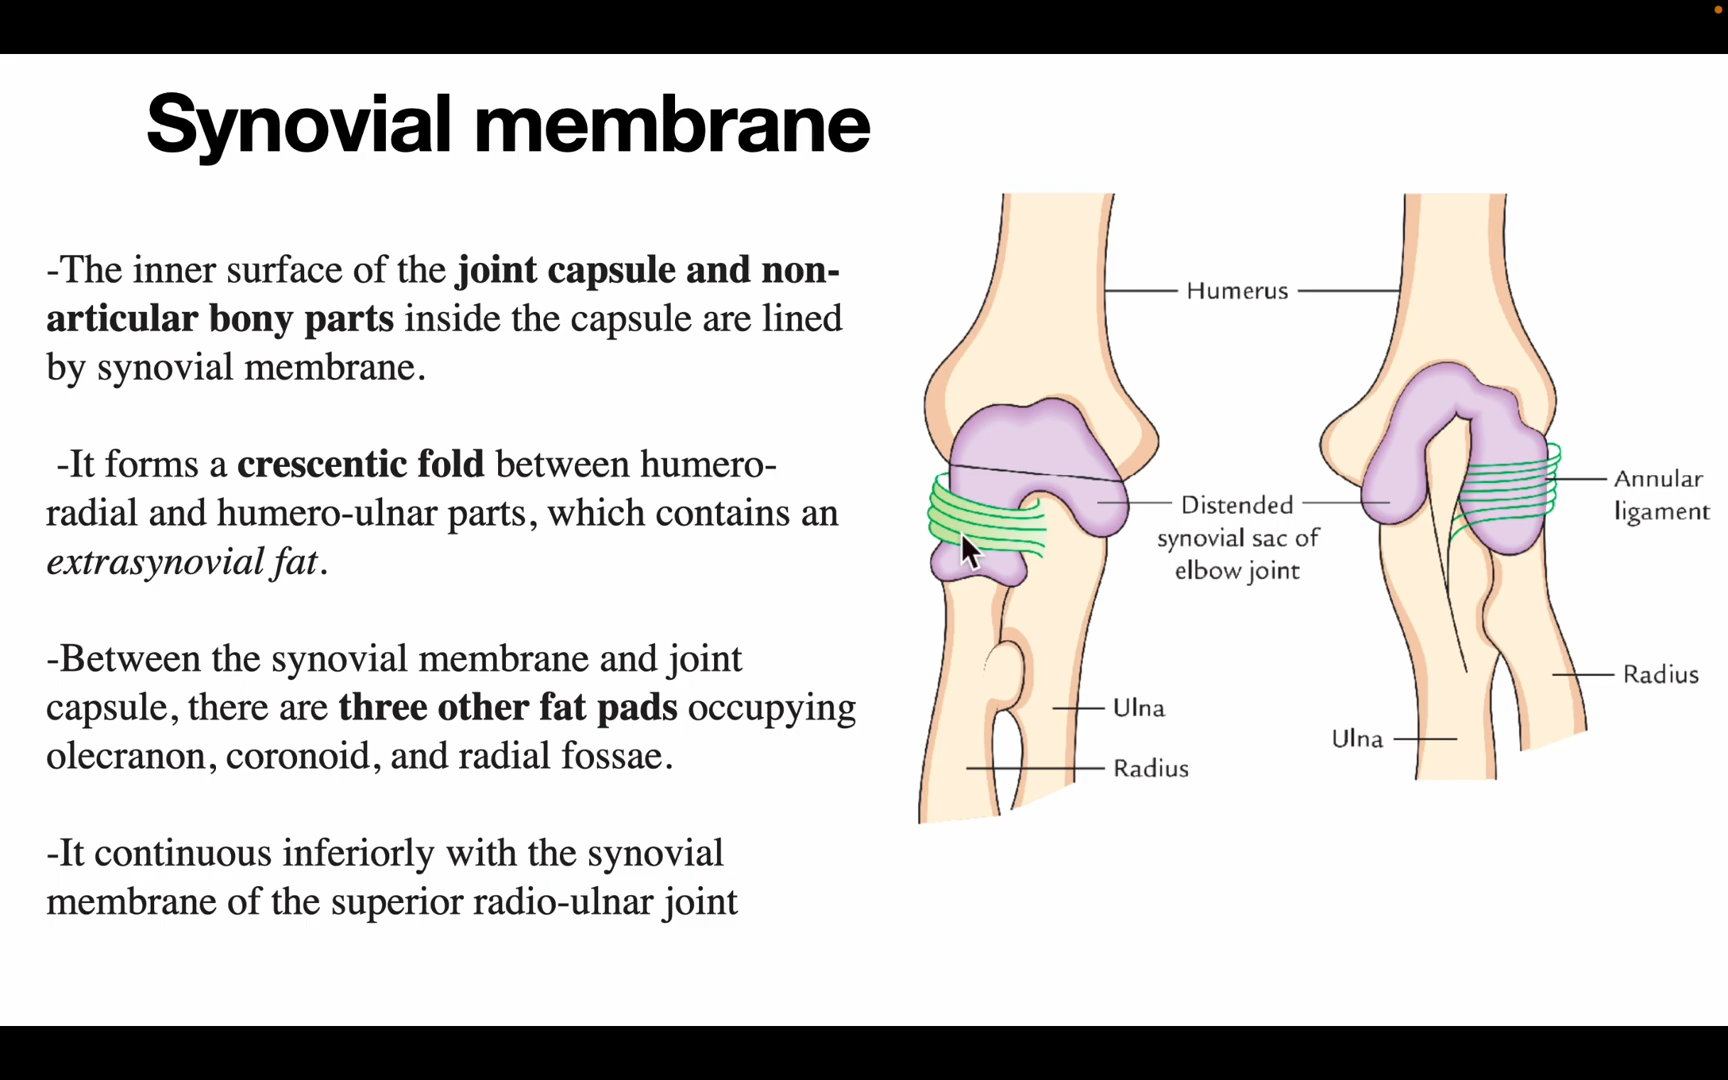 Synovial membrane
-The inner surface of the joint capsule and non-
articular bony parts inside the capsule are lined
by synovial membrane.
-It forms a crescentic fold between humero-
radial and humero-ulnar parts, which contains an
extrasynovial fat.
-Between the synovial membrane and joint
capsule, there are three other fat pads occupying
olecranon, coronoid, and radial fossae.
-It continuous inferiorly with the synovial
membrane of the superior radio-ulnar joint
Humerus
Annular
ligament
Distended
synovial sac of
elbow joint
Radius
Ulna
Ulna
Radius